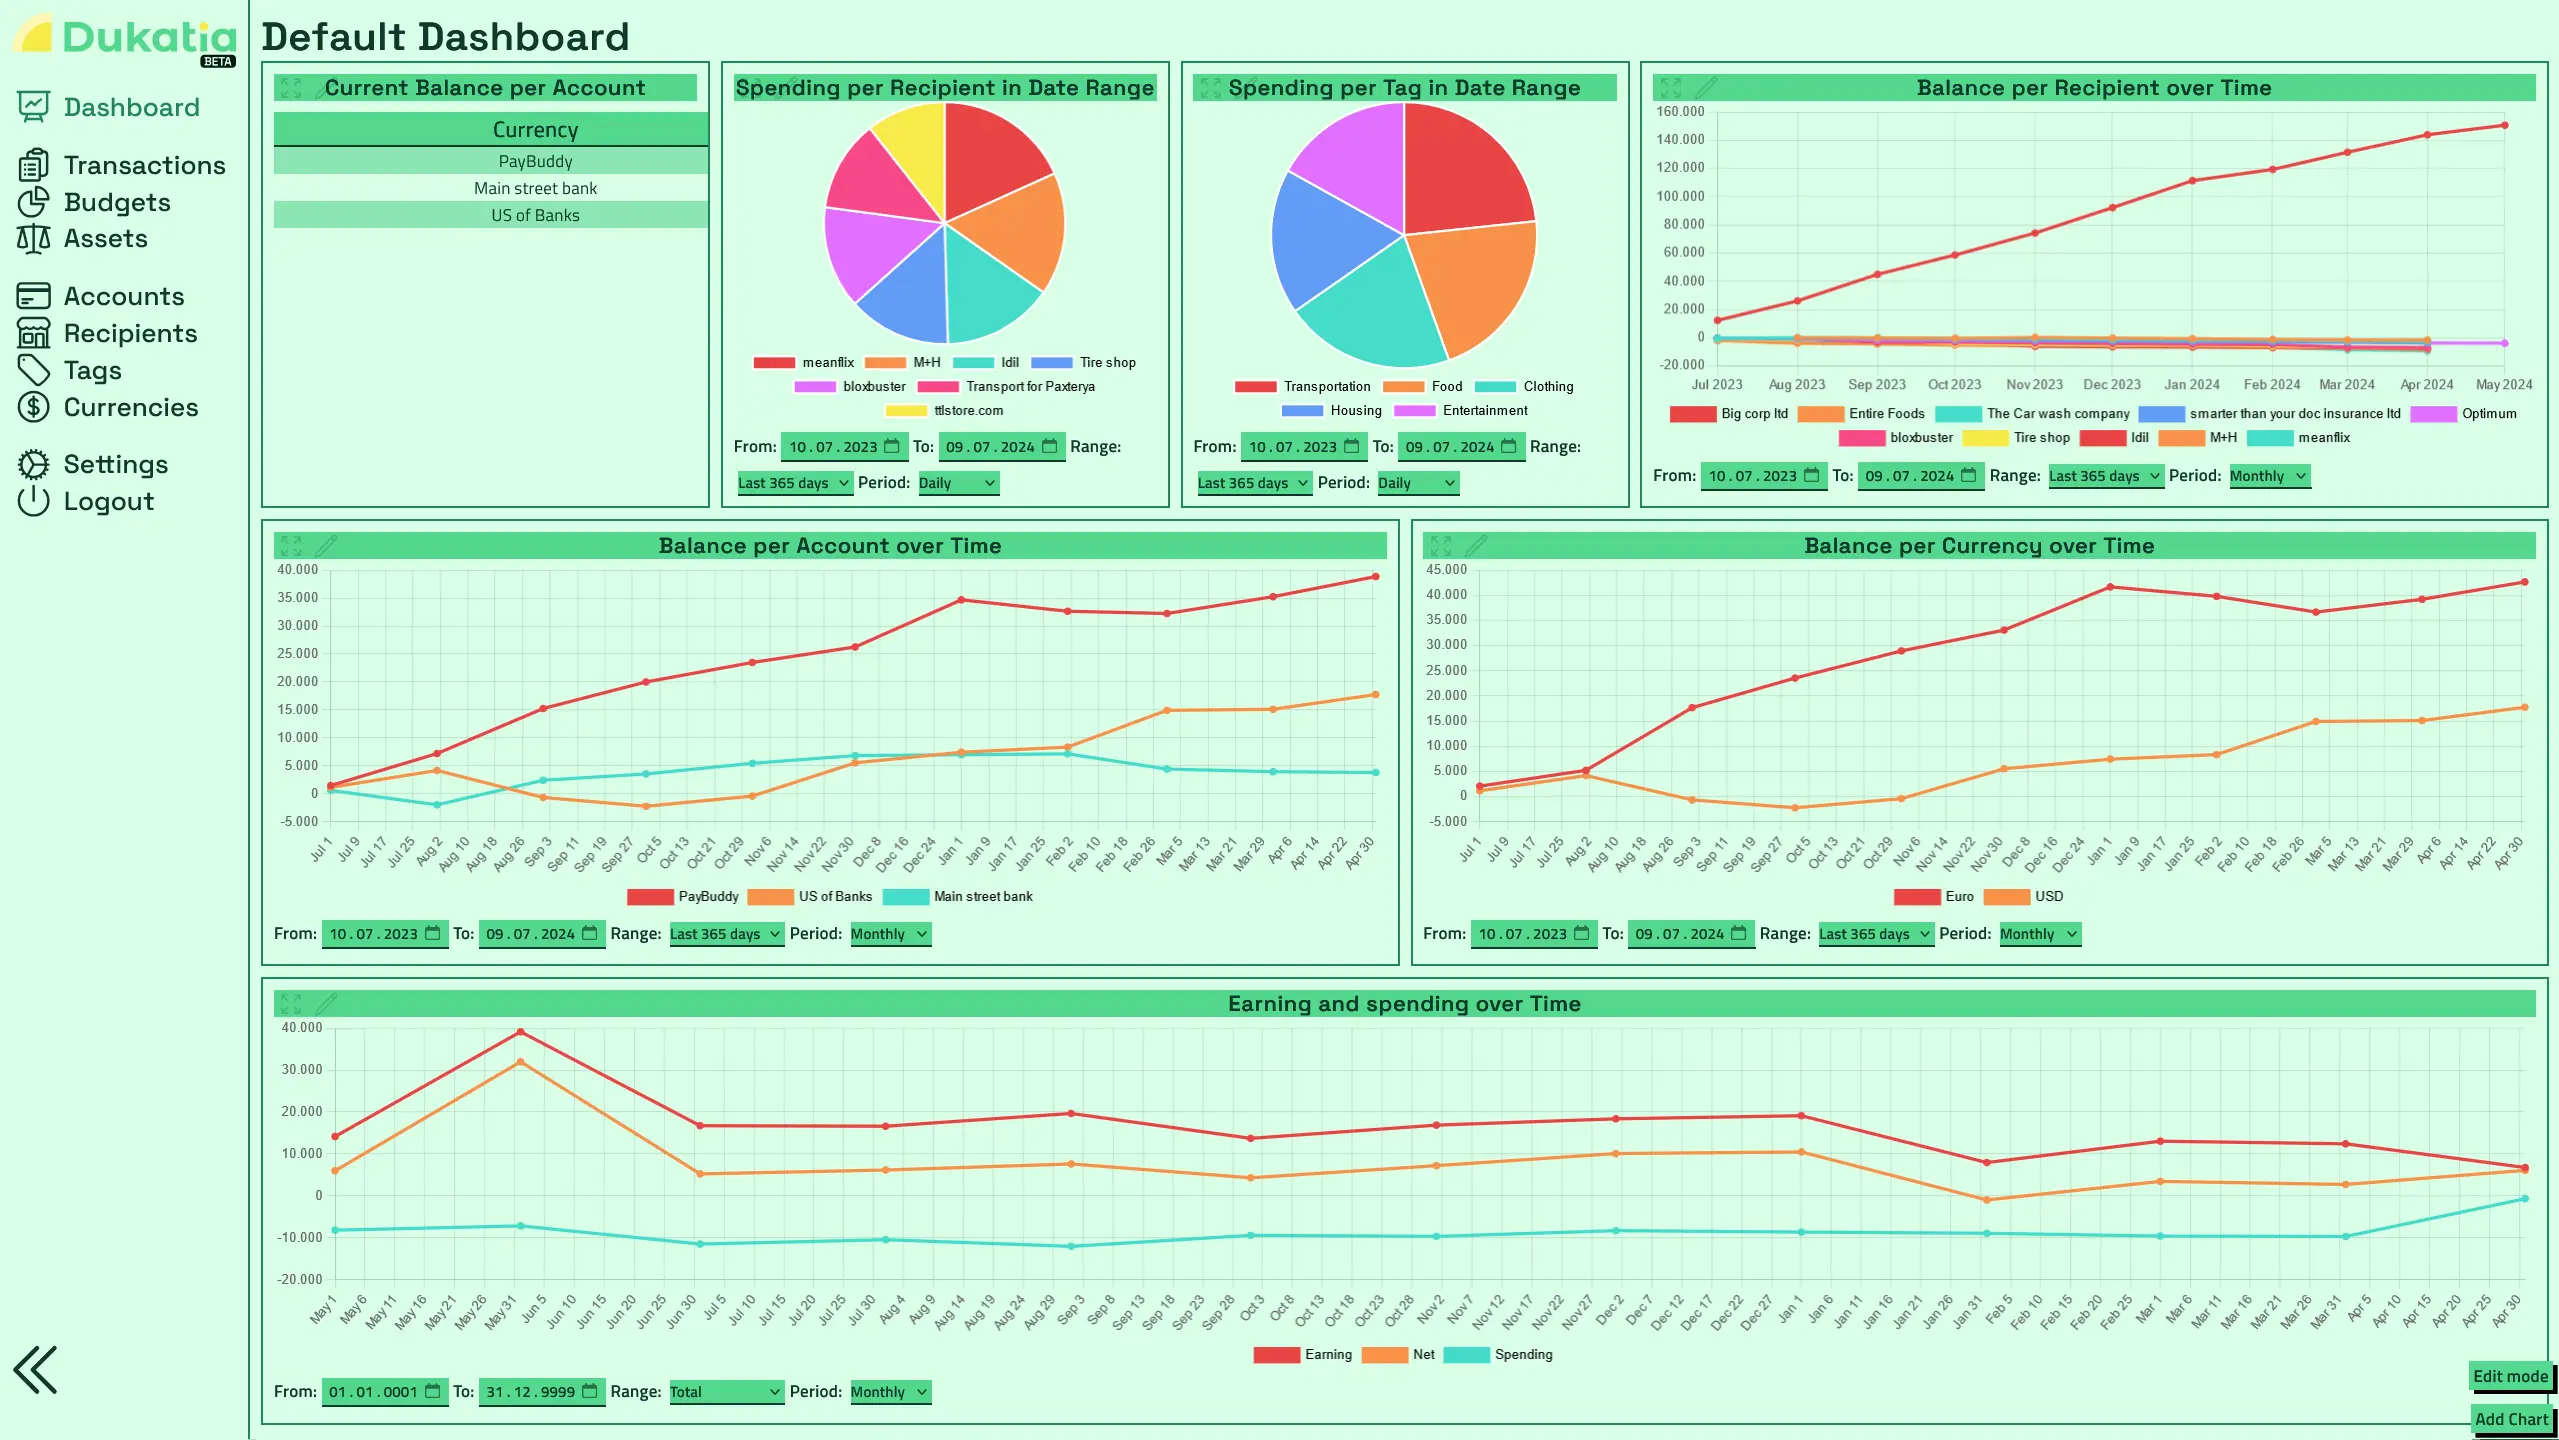 Dukatia
BETA
Dashboard
Transactions
Budgets
Assets
Accounts
Recipients
Tags
Currencies
Settings
Logout
Default Dashboard
Current Balance per Account
Currency
PayBuddy
Main street bank
US of Banks
Spending per Recipient in Date Range
meanflix M+H Idil Tire shop
bloxbuster Transport for Paxterya
ttlstore.com
From: 10.07.2023 To: 09.07.2024 Range:
Last 365 days Period: Daily
Spending per Tag in Date Range
Transportation Food Clothing
Housing Entertainment
From: 10.07.2023 To: 09.07.2024 Range:
Last 365 days Period: Daily
Balance per Recipient over Time
160.000
140.000
120.000
100.000
80.000
60.000
40.000
20.000
0
-20.000
Jul 2023 Aug 2023 Sep 2023 Oct 2023 Nov 2023 Dec 2023 Jan 2024 Feb 2024 Mar 2024 Apr 2024 May 2024
Big corp ltd Entire Foods The Car wash company smarter than your doc insurance ltd Optimum
bloxbuster Tire shop Idil M+H meanflix
From: 10.07.2023 To: 09.07.2024 Range: Last 365 days Period: Monthly
Balance per Account over Time
40.000
35.000
30.000
25.000
20.000
15.000
10.000
5.000
0
-5.000
Jul 1 Jul 9 Jul 17 Jul 25 Aug 2 Aug 10 Aug 18 Aug 26 Sep 3 Sep 11 Sep 19 Sep 27 Oct 5 Oct 13 Oct 21 Oct 29 Nov 6 Nov 14 Nov 22 Nov 30 Dec 8 Dec 16 Dec 24 Jan 1 Jan 9 Jan 17 Jan 25 Feb 2 Feb 10 Feb 18 Feb 26 Mar 5 Mar 13 Mar 21 Mar 29 Apr 6 Apr 14 Apr 22 Apr 30
PayBuddy US of Banks Main street bank
From: 10.07.2023 To: 09.07.2024 Range: Last 365 days Period: Monthly
Balance per Currency over Time
45.000
40.000
35.000
30.000
25.000
20.000
15.000
10.000
5.000
0
-5.000
Jul 1 Jul 9 Jul 17 Jul 25 Aug 2 Aug 10 Aug 18 Aug 26 Sep 3 Sep 11 Sep 19 Sep 27 Oct 5 Oct 13 Oct 21 Oct 29 Nov 6 Nov 14 Nov 22 Nov 30 Dec 8 Dec 16 Dec 24 Jan 1 Jan 9 Jan 17 Jan 25 Feb 2 Feb 10 Feb 18 Feb 26 Mar 5 Mar 13 Mar 21 Mar 29 Apr 6 Apr 14 Apr 22 Apr 30
Euro USD
From: 10.07.2023 To: 09.07.2024 Range: Last 365 days Period: Monthly
Earning and spending over Time
40.000
30.000
20.000
10.000
0
-10.000
-20.000
May 1 May 6 May 11 May 16 May 21 May 26 May 31 Jun 5 Jun 10 Jun 15 Jun 20 Jun 25 Jun 30 Jul 5 Jul 10 Jul 15 Jul 20 Jul 25 Jul 30 Aug 4 Aug 9 Aug 14 Aug 19 Aug 24 Aug 29 Sep 3 Sep 8 Sep 13 Sep 18 Sep 23 Sep 28 Oct 3 Oct 8 Oct 13 Oct 18 Oct 23 Oct 28 Nov 2 Nov 7 Nov 12 Nov 17 Nov 22 Nov 27 Dec 2 Dec 7 Dec 12 Dec 17 Dec 22 Dec 27 Jan 1 Jan 6 Jan 11 Jan 16 Jan 21 Jan 26 Jan 31 Feb 5 Feb 10 Feb 15 Feb 20 Feb 25 Mar 1 Mar 6 Mar 11 Mar 16 Mar 21 Mar 26 Mar 31 Apr 5 Apr 10 Apr 15 Apr 20 Apr 25 Apr 30
Earning Net Spending
From: 01.01.0001 To: 31.12.9999 Range: Total Period: Monthly
Edit mode
Add Chart